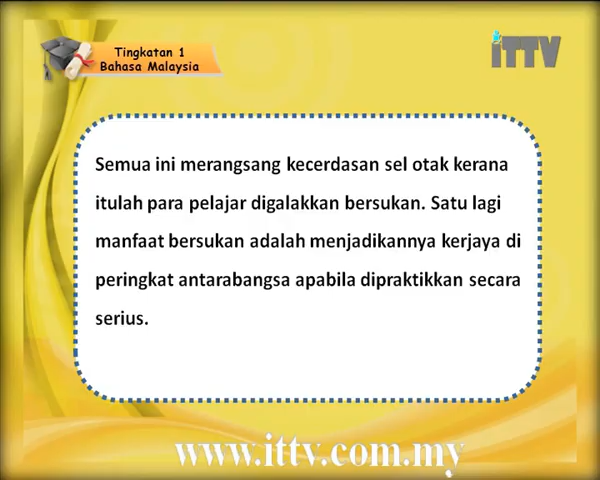 Tingkatan 1
Bahasa Malaysia
iTTV
Semua ini merangsang kecerdasan sel otak kerana
itulah para pelajar digalakkan bersukan. Satu lagi
manfaat bersukan adalah menjadikannya kerjaya di
peringkat antarabangsa apabila dipraktikkan secara
serius.
www.ittv.com.my